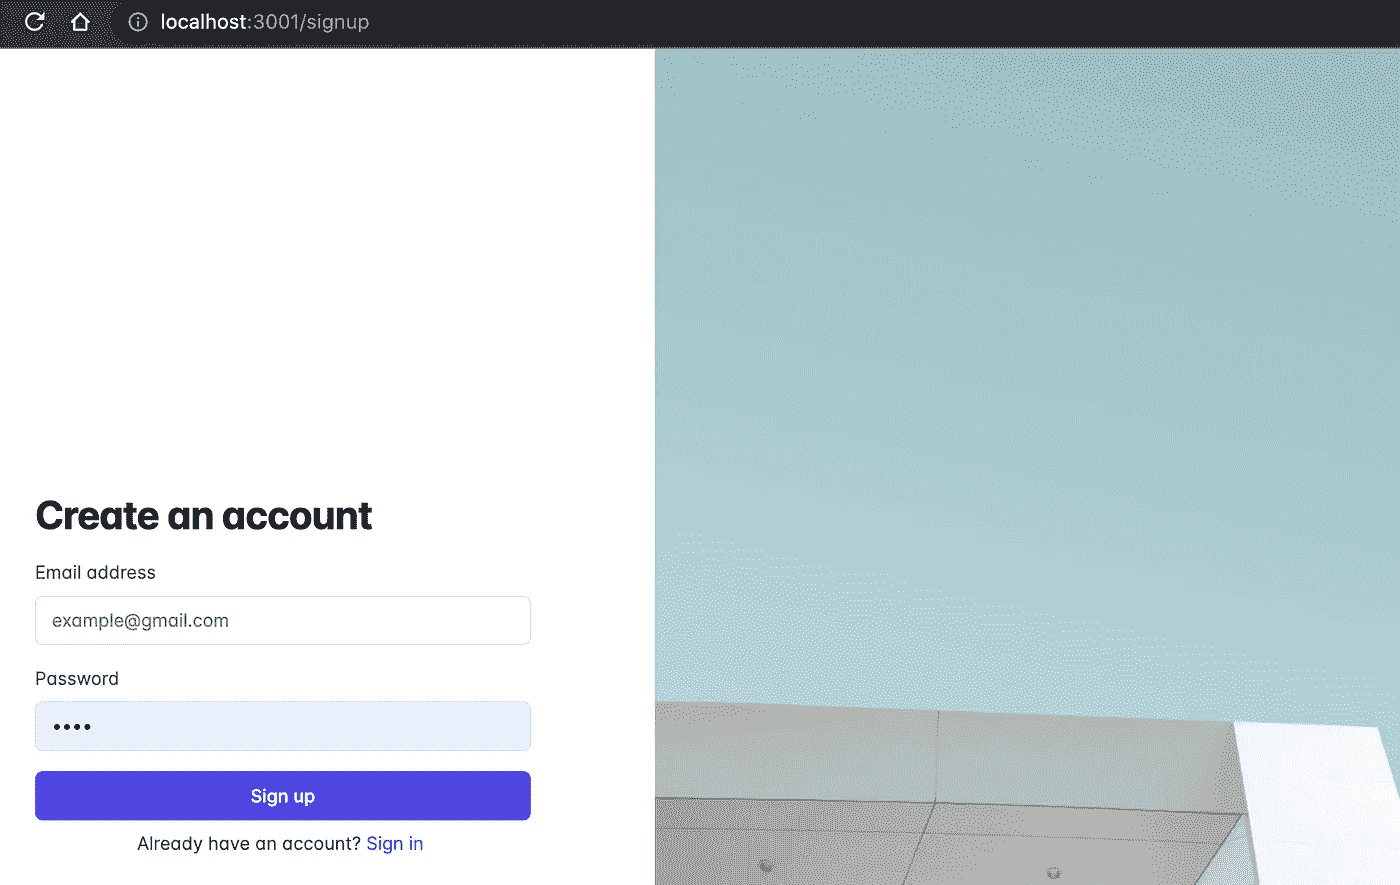 localhost:3001/signup
Create an account
Email address
example@gmail.com
Password
••••
Sign up
Already have an account? Sign in